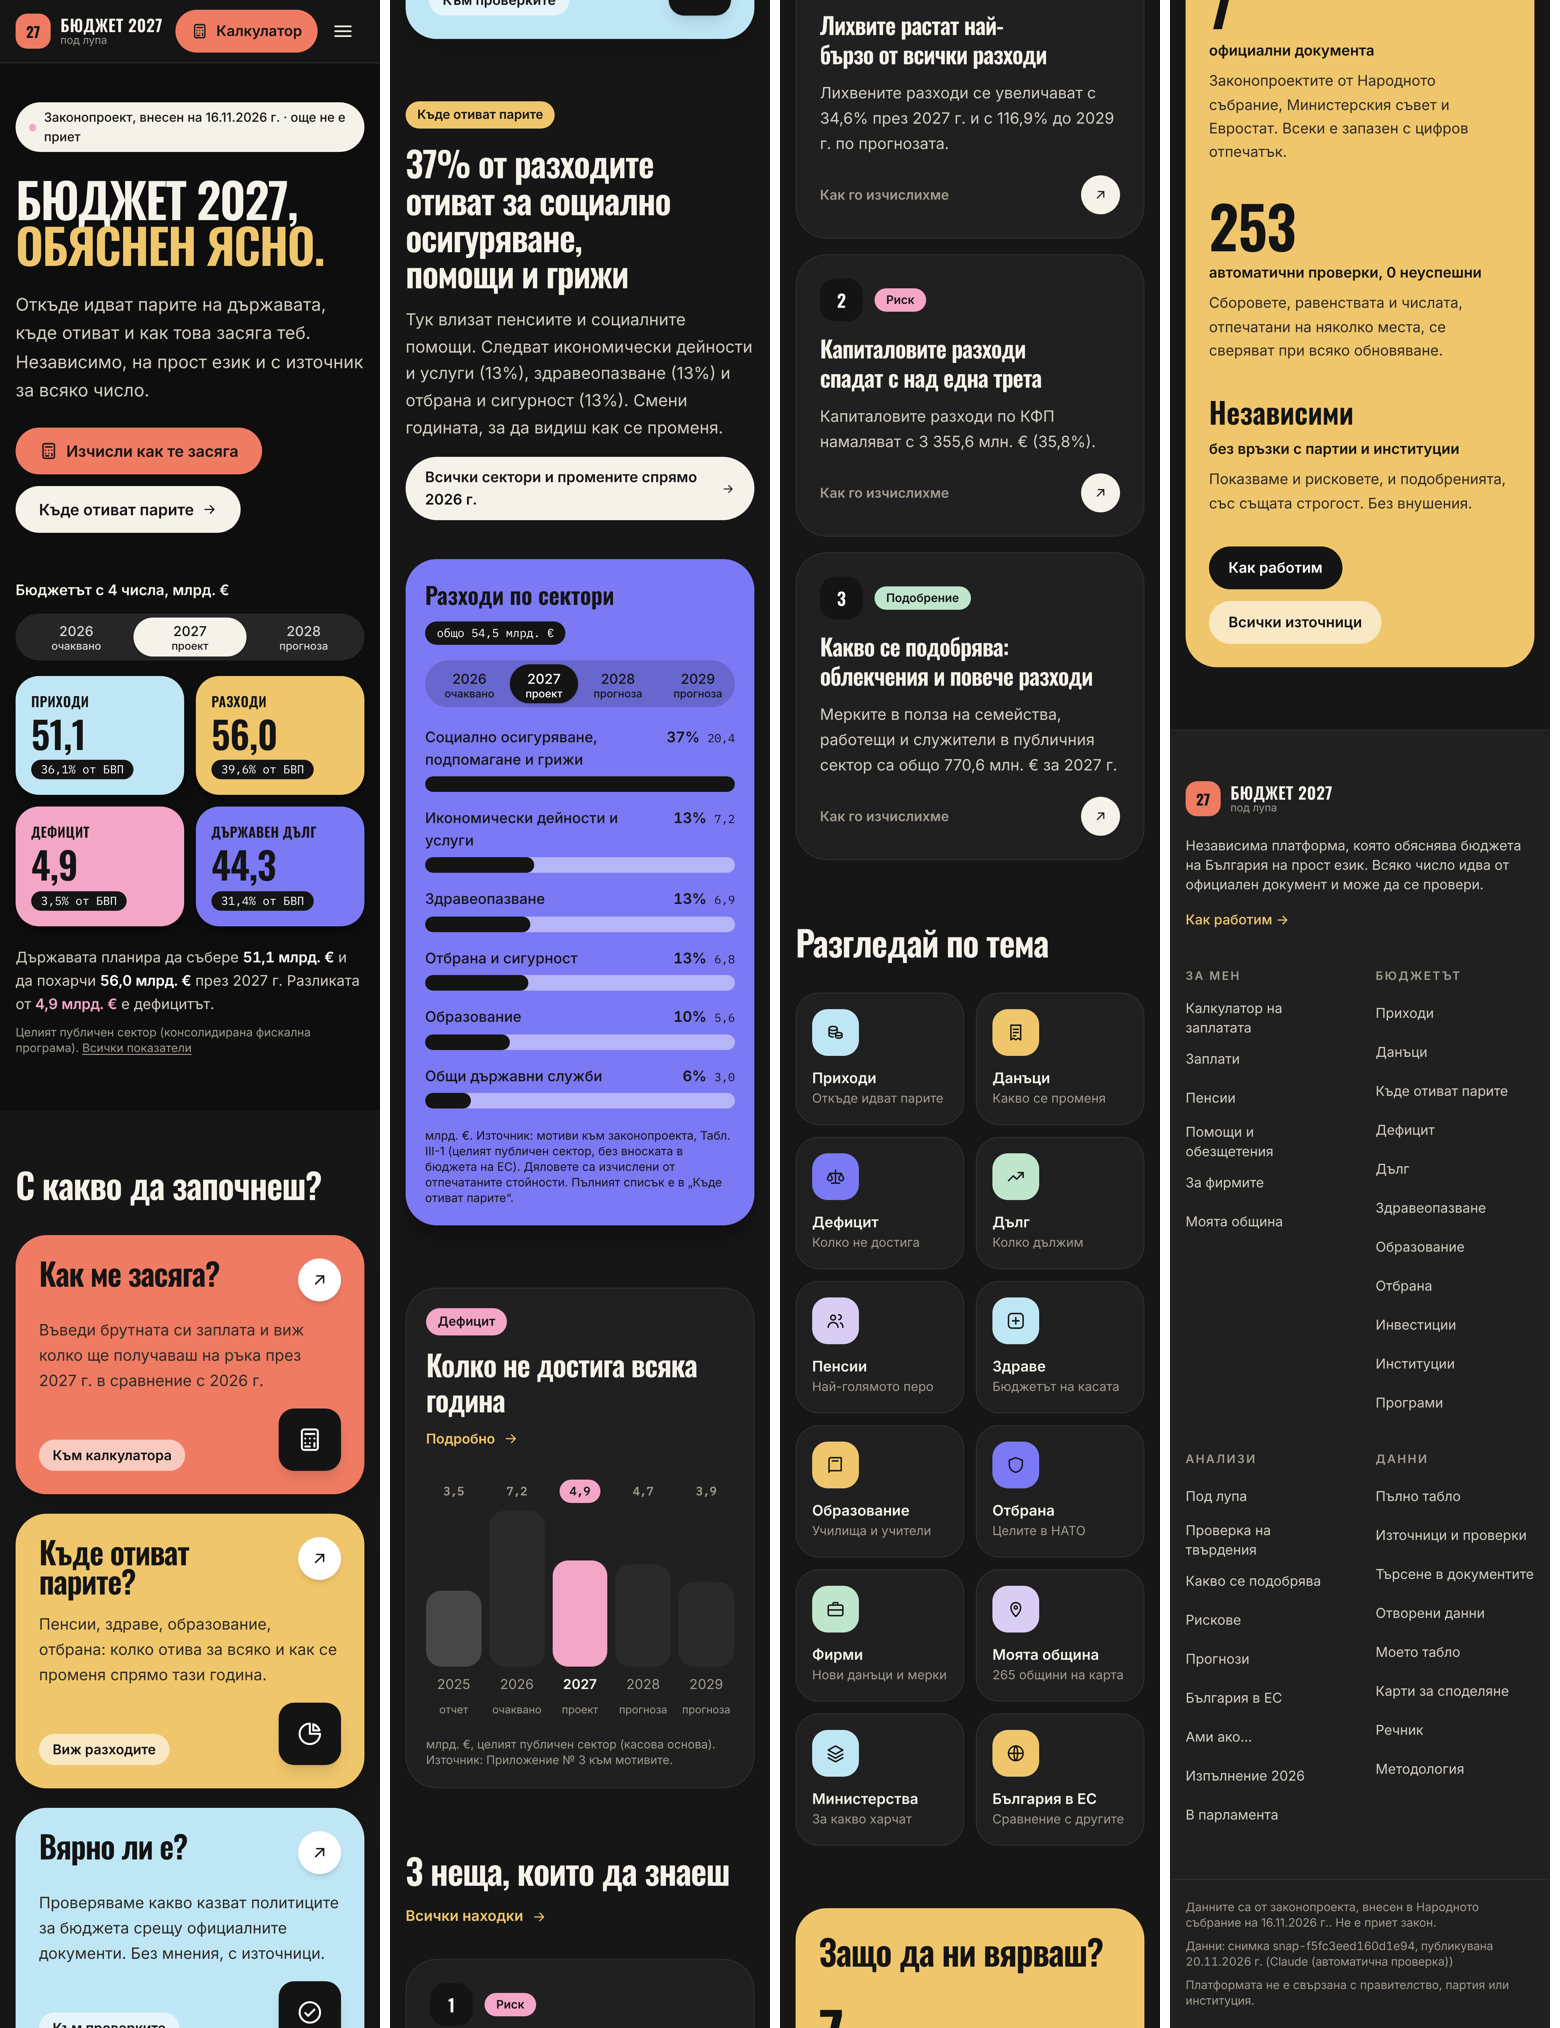 27
БЮДЖЕТ 2027
под лупа
Калкулатор
Законопроект, внесен на 16.11.2026 г. · още не е
приет
БЮДЖЕТ 2027,
ОБЯСНЕН ЯСНО.
Откъде идват парите на държавата,
къде отиват и как това засяга теб.
Независимо, на прост език и с източник
за всяко число.
Изчисли как те засяга
Къде отиват парите →
Бюджетът с 4 числа, млрд. €
2026
очаквано
2027
проект
2028
прогноза
ПРИХОДИ
51,1
36,1% от БВП
РАЗХОДИ
56,0
39,6% от БВП
ДЕФИЦИТ
4,9
3,5% от БВП
ДЪРЖАВЕН ДЪЛГ
44,3
31,4% от БВП
Държавата планира да събере 51,1 млрд. € и
да похарчи 56,0 млрд. € през 2027 г. Разликата
от 4,9 млрд. € е дефицитът.
Целият публичен сектор (консолидирана фискална
програма). Всички показатели
С какво да започнеш?
Как ме засяга?
Въведи брутната си заплата и виж
колко ще получаваш на ръка през
2027 г. в сравнение с 2026 г.
Към калкулатора
Къде отиват
парите?
Пенсии, здраве, образование,
отбрана: колко отива за всяко и как се
променя спрямо тази година.
Виж разходите
Вярно ли е?
Проверяваме какво казват политиците
за бюджета срещу официалните
документи. Без мнения, с източници.
Към проверките
Към проверките
Къде отиват парите
37% от разходите
отиват за социално
осигуряване,
помощи и грижи
Тук влизат пенсиите и социалните
помощи. Следват икономически дейности
и услуги (13%), здравеопазване (13%) и
отбрана и сигурност (13%). Смени
годината, за да видиш как се променя.
Всички сектори и промените спрямо
2026 г. →
Разходи по сектори
общо 54,5 млрд. €
2026
очаквано
2027
проект
2028
прогноза
2029
прогноза
Социално осигуряване,
подпомагане и грижи
37% 20,4
Икономически дейности и
услуги
13% 7,2
Здравеопазване 13% 6,9
Отбрана и сигурност 13% 6,8
Образование 10% 5,6
Общи държавни служби 6% 3,0
млрд. €. Източник: мотиви към законопроекта, Табл.
III-1 (целият публичен сектор, без вноската в
бюджета на ЕС). Дяловете са изчислени от
отпечатаните стойности. Пълният списък е в „Къде
отиват парите“.
Дефицит
Колко не достига всяка
година
Подробно →
3,5 7,2 4,9 4,7 3,9
2025 2026 2027 2028 2029
отчет очаквано проект прогноза прогноза
млрд. €, целият публичен сектор (касова основа).
Източник: Приложение № 3 към мотивите.
3 неща, които да знаеш
Всички находки →
1
Риск
Лихвите растат най-
бързо от всички разходи
Лихвените разходи се увеличават с
34,6% през 2027 г. и с 116,9% до 2029
г. по прогнозата.
Как го изчислихме
2
Риск
Капиталовите разходи
спадат с над една трета
Капиталовите разходи по КФП
намаляват с 3 355,6 млн. € (35,8%).
Как го изчислихме
3
Подобрение
Какво се подобрява:
облекчения и повече разходи
Мерките в полза на семейства,
работещи и служители в публичния
сектор са общо 770,6 млн. € за 2027 г.
Как го изчислихме
Разгледай по тема
Приходи
Откъде идват парите
Данъци
Какво се променя
Дефицит
Колко не достига
Дълг
Колко дължим
Пенсии
Най-голямото перо
Здраве
Бюджетът на касата
Образование
Училища и учители
Отбрана
Целите в НАТО
Фирми
Нови данъци и мерки
Моята община
265 общини на карта
Министерства
За какво харчат
България в ЕС
Сравнение с другите
Защо да ни вярваш?
7
7
официални документа
Законопроектите от Народното
събрание, Министерския съвет и
Евростат. Всеки е запазен с цифров
отпечатък.
253
автоматични проверки, 0 неуспешни
Сборовете, равенствата и числата,
отпечатани на няколко места, се
сверяват при всяко обновяване.
Независими
без връзки с партии и институции
Показваме и рисковете, и подобренията,
със същата строгост. Без внушения.
Как работим
Всички източници
27
БЮДЖЕТ 2027
под лупа
Независима платформа, която обяснява бюджета
на България на прост език. Всяко число идва от
официален документ и може да се провери.
Как работим →
ЗА МЕН
Калкулатор на
заплатата
Заплати
Пенсии
Помощи и
обезщетения
За фирмите
Моята община
БЮДЖЕТЪТ
Приходи
Данъци
Къде отиват парите
Дефицит
Дълг
Здравеопазване
Образование
Отбрана
Инвестиции
Институции
Програми
АНАЛИЗИ
Под лупа
Проверка на
твърдения
Какво се подобрява
Рискове
Прогнози
България в ЕС
Ами ако...
Изпълнение 2026
В парламента
ДАННИ
Пълно табло
Източници и проверки
Търсене в документите
Отворени данни
Моето табло
Карти за споделяне
Речник
Методология
Данните са от законопроекта, внесен в Народното
събрание на 16.11.2026 г.. Не е приет закон.
Данни: снимка snap-f5fc3eed160d1e94, публикувана
20.11.2026 г. (Claude (автоматична проверка))
Платформата не е свързана с правителство, партия или
институция.